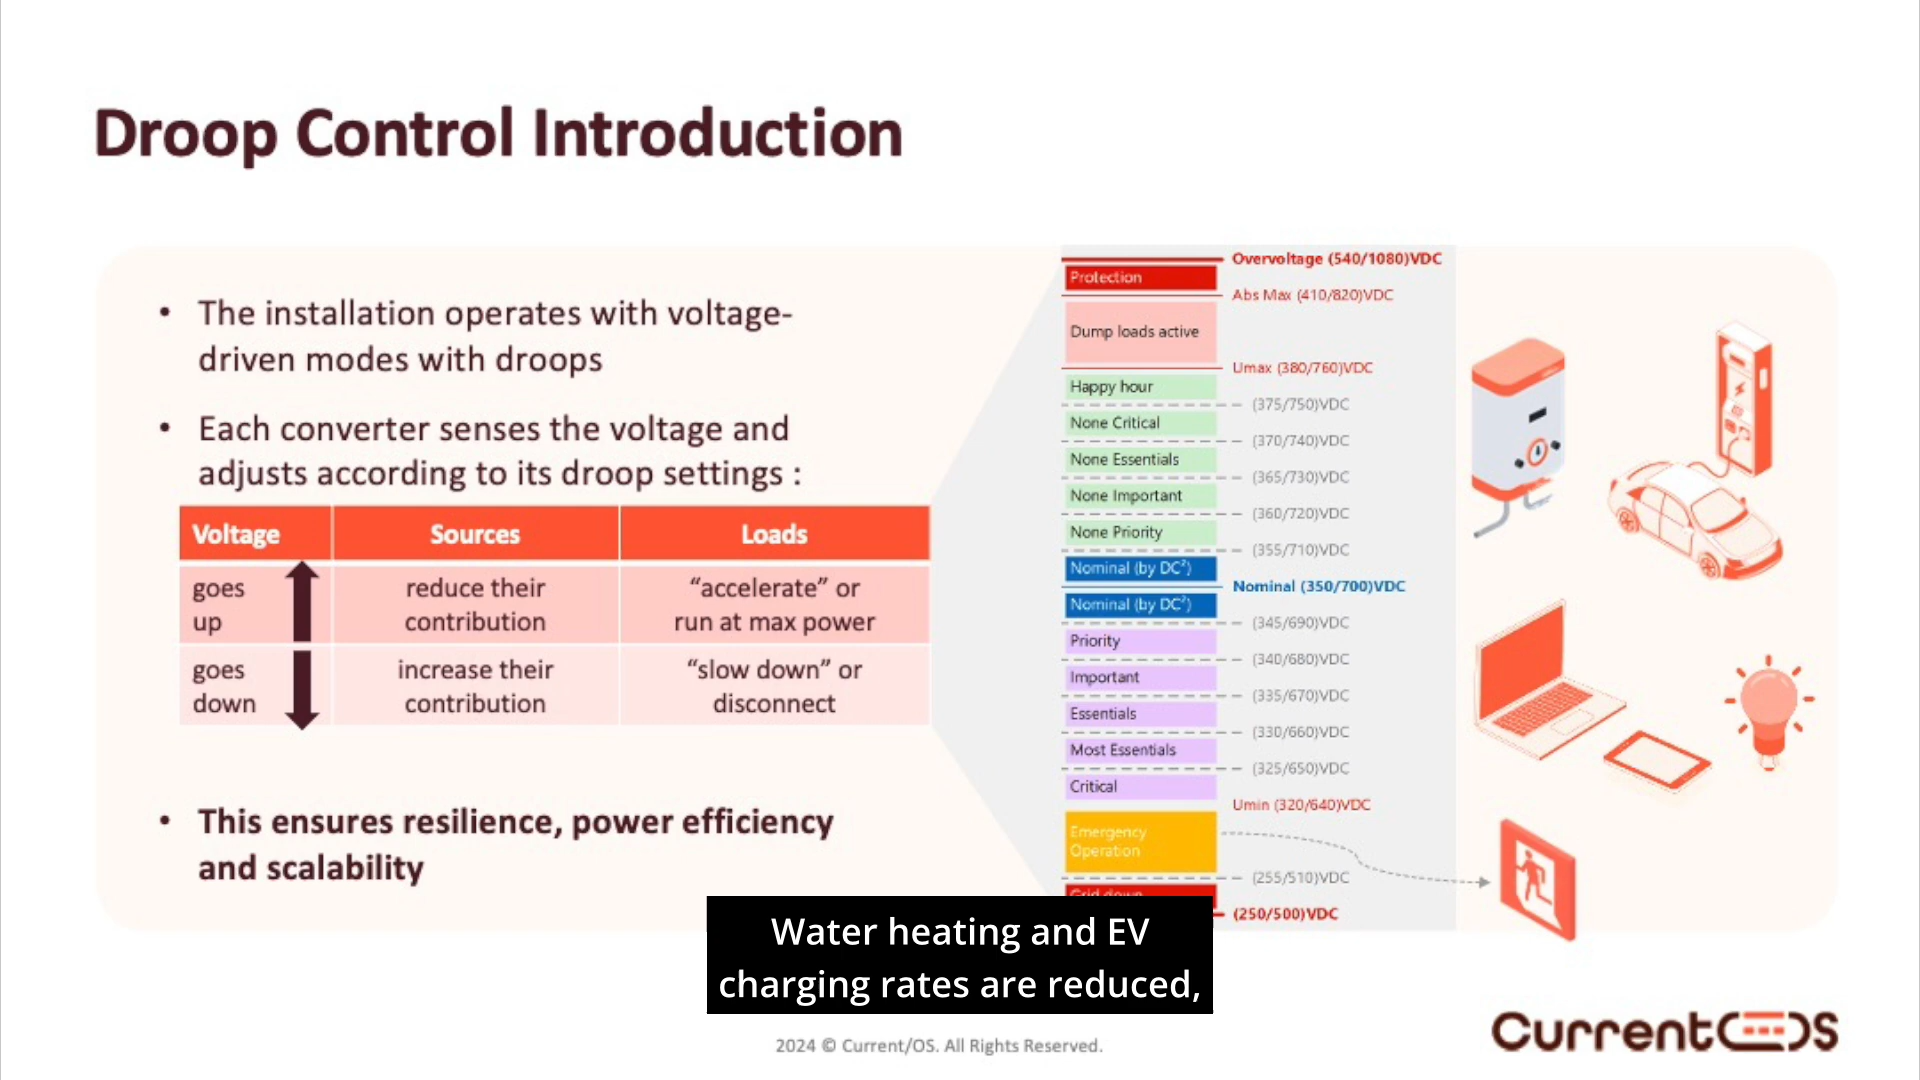 Droop Control Introduction
• The installation operates with voltage-
driven modes with droops
• Each converter senses the voltage and
adjusts according to its droop settings :
Voltage Sources Loads
goes up reduce their contribution “accelerate” or run at max power
goes down increase their contribution “slow down” or disconnect
• This ensures resilience, power efficiency
and scalability
Overvoltage (540/1080)VDC
Protection
Abs Max (410/820)VDC
Dump loads active
Umax (380/760)VDC
Happy hour
(375/750)VDC
None Critical
(370/740)VDC
None Essentials
(365/730)VDC
None Important
(360/720)VDC
None Priority
(355/710)VDC
Nominal (by DC²)
Nominal (350/700)VDC
Nominal (by DC²)
(345/690)VDC
Priority
(340/680)VDC
Important
(335/670)VDC
Essentials
(330/660)VDC
Most Essentials
(325/650)VDC
Critical
Umin (320/640)VDC
Emergency
Operation
(255/510)VDC
Grid down
(250/500)VDC
Water heating and EV
charging rates are reduced,
2024 © Current/OS. All Rights Reserved.
Current OS